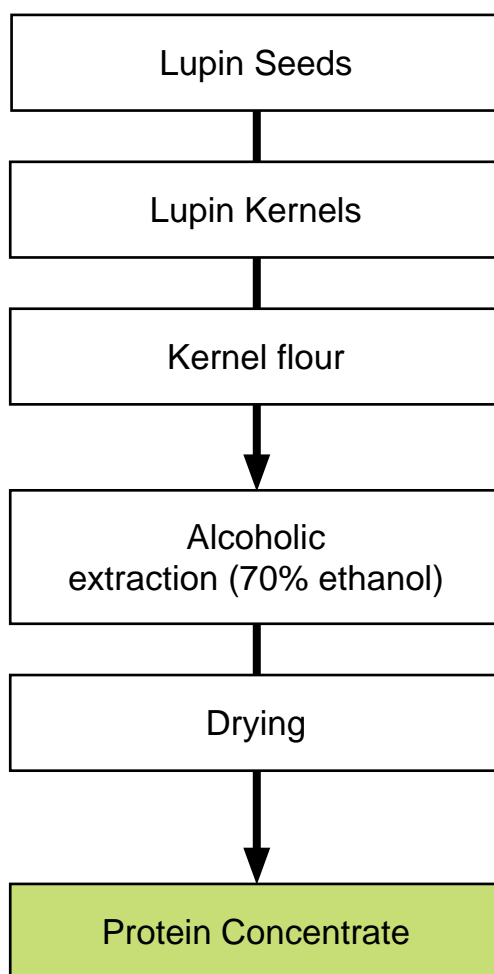 Lupin Seeds
Lupin Kernels
Kernel flour
Alcoholic
extraction (70% ethanol)
Drying
Protein Concentrate